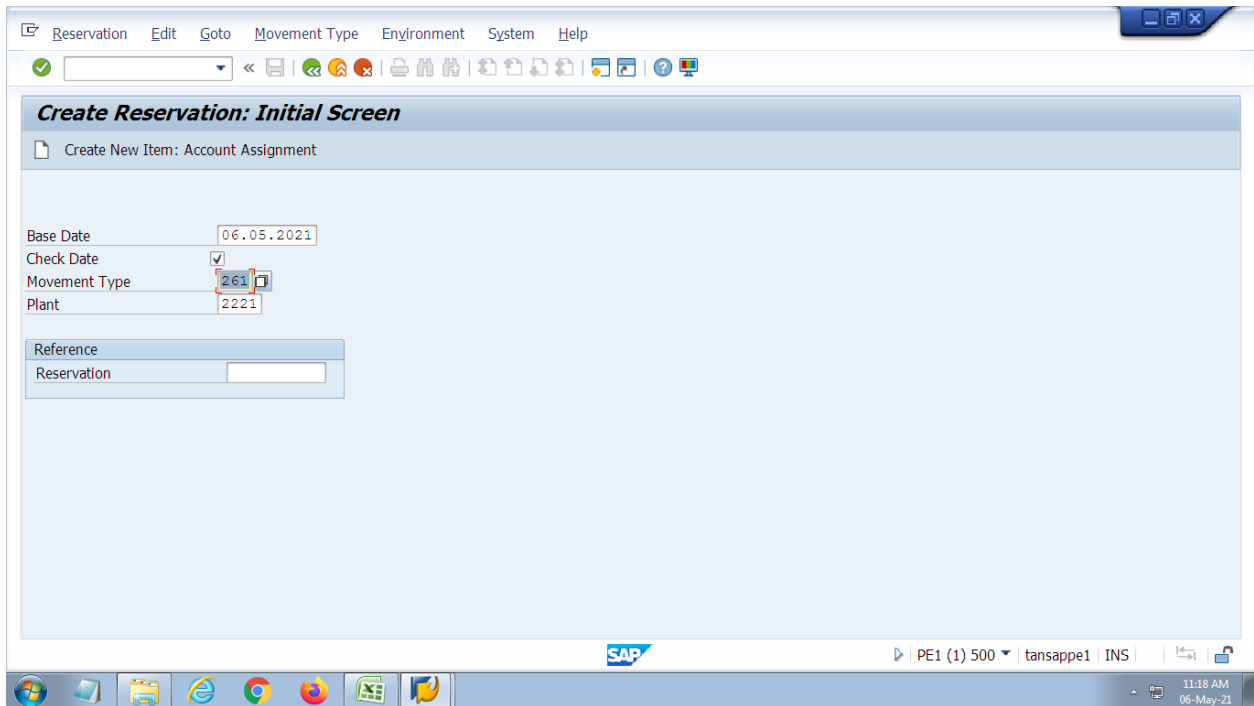 Reservation Edit Goto Movement Type Environment System Help
Create Reservation: Initial Screen
Create New Item: Account Assignment
Base Date 06.05.2021
Check Date
Movement Type 261
Plant 2221
Reference
Reservation
SAP PE1 (1) 500 tansappe1 INS
11:18 AM
06-May-21